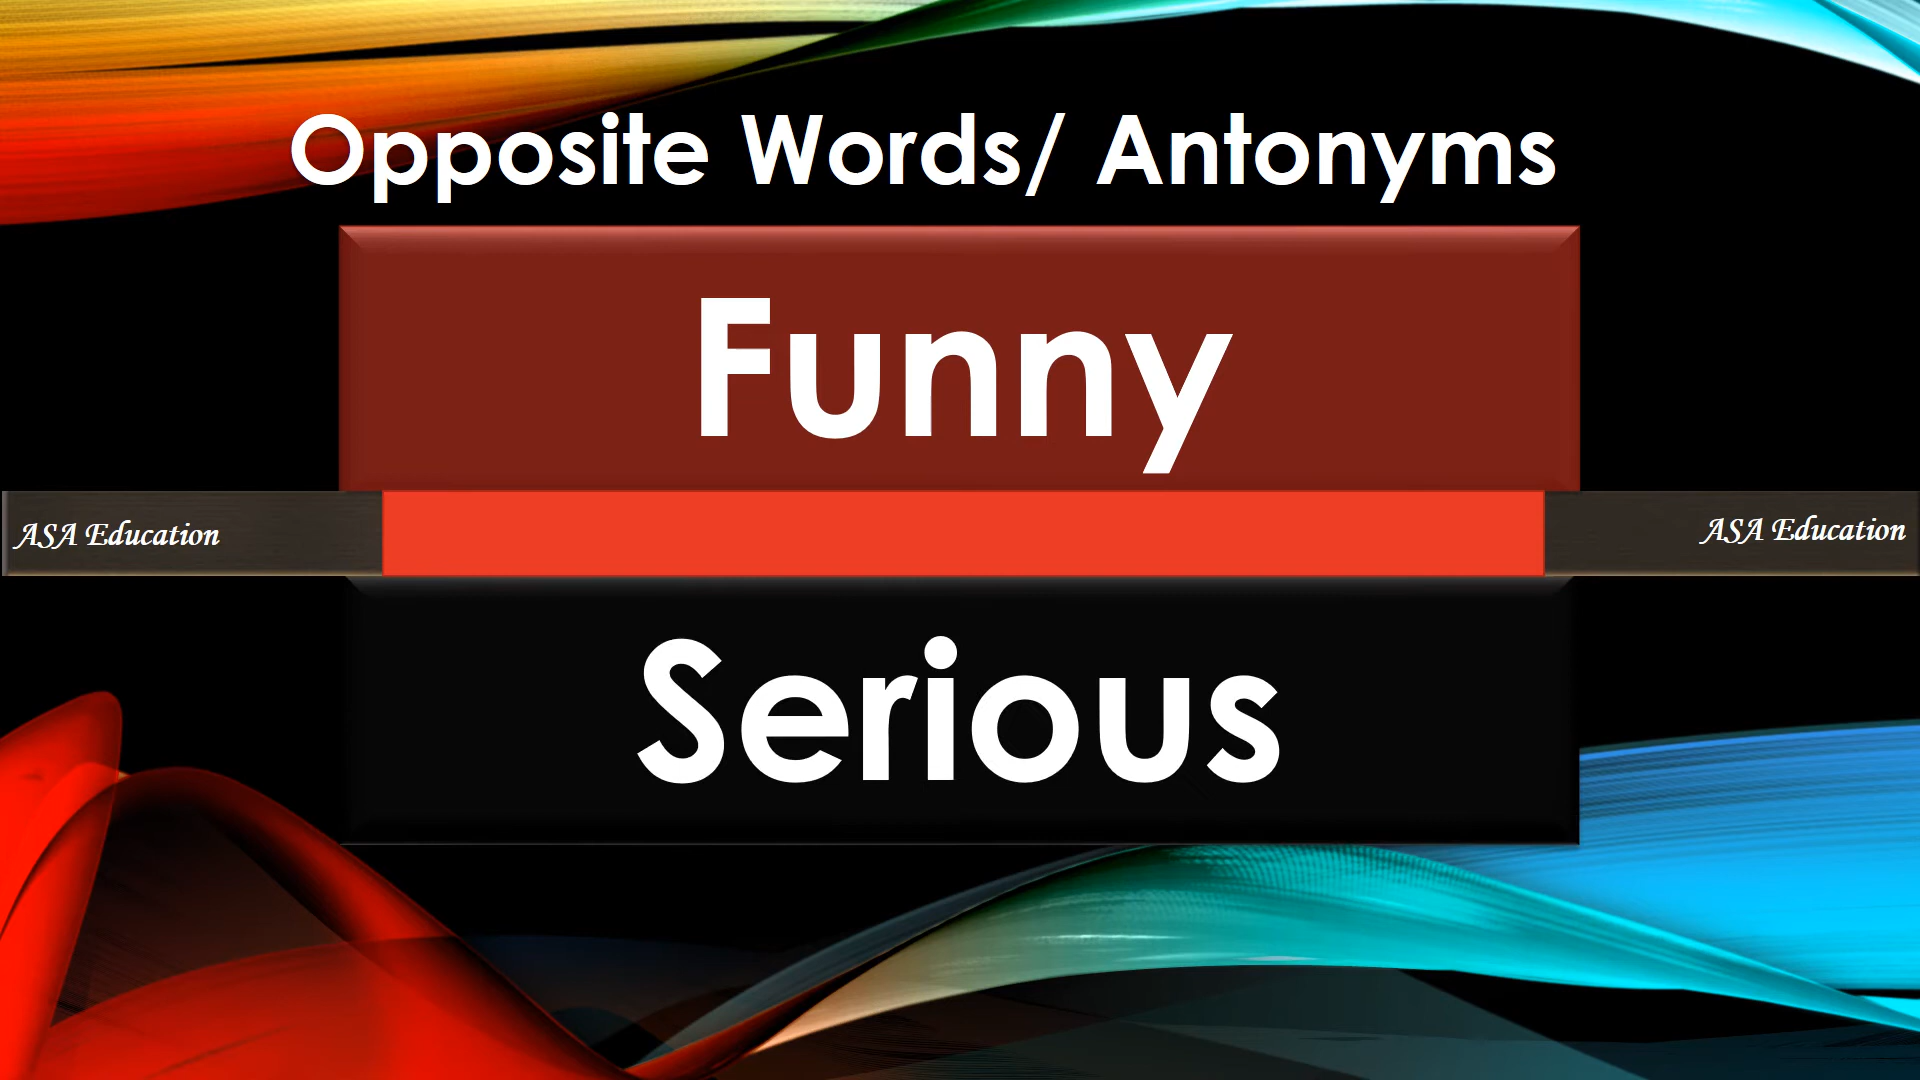 Opposite Words/ Antonyms
Funny
ASA Education
ASA Education
Serious